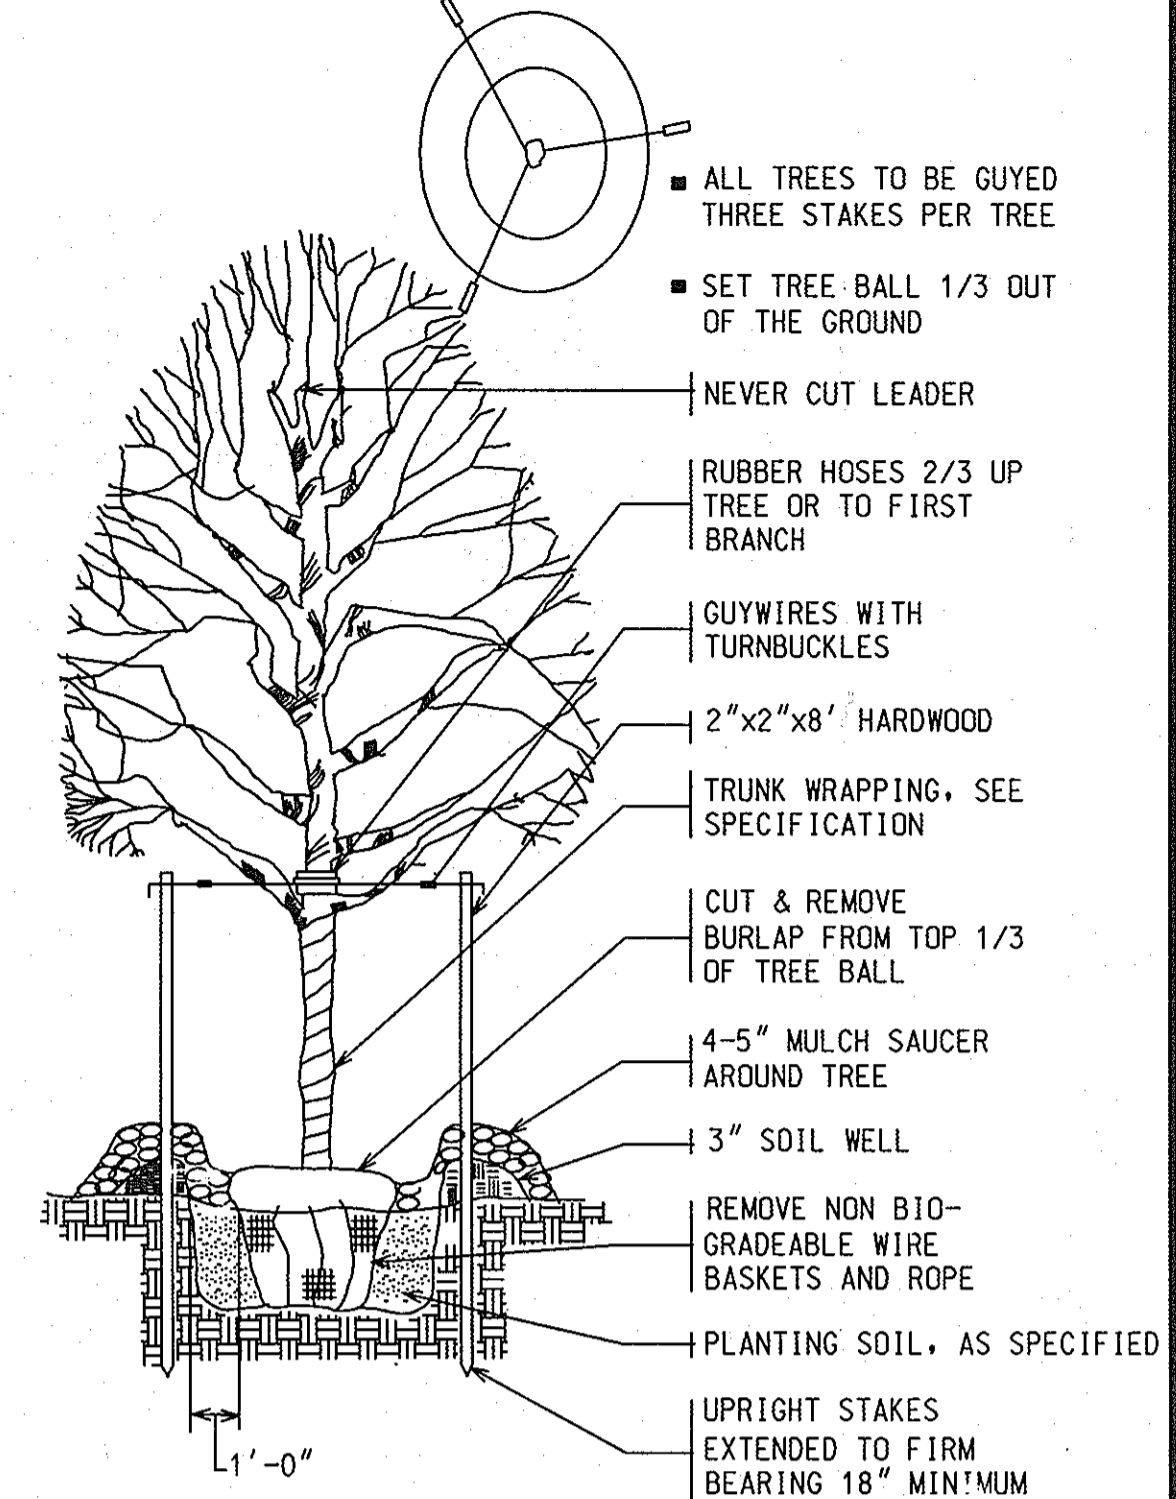 ALL TREES TO BE GUYED
THREE STAKES PER TREE
SET TREE BALL 1/3 OUT
OF THE GROUND
NEVER CUT LEADER
RUBBER HOSES 2/3 UP
TREE OR TO FIRST
BRANCH
GUYWIRES WITH
TURNBUCKLES
2"x2"x8' HARDWOOD
TRUNK WRAPPING, SEE
SPECIFICATION
CUT & REMOVE
BURLAP FROM TOP 1/3
OF TREE BALL
4-5" MULCH SAUCER
AROUND TREE
3" SOIL WELL
REMOVE NON BIO-
GRADEABLE WIRE
BASKETS AND ROPE
PLANTING SOIL, AS SPECIFIED
UPRIGHT STAKES
EXTENDED TO FIRM
BEARING 18" MINIMUM
1'-0"